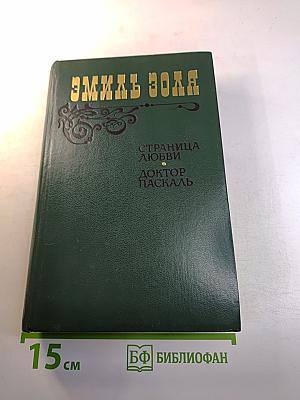 ЭМИЛЬ ЗОЛЯ
СТРАНИЦА
ЛЮБВИ
ДОКТОР
ПАСКАЛЬ
15 см
БФ БИБЛИОФАН